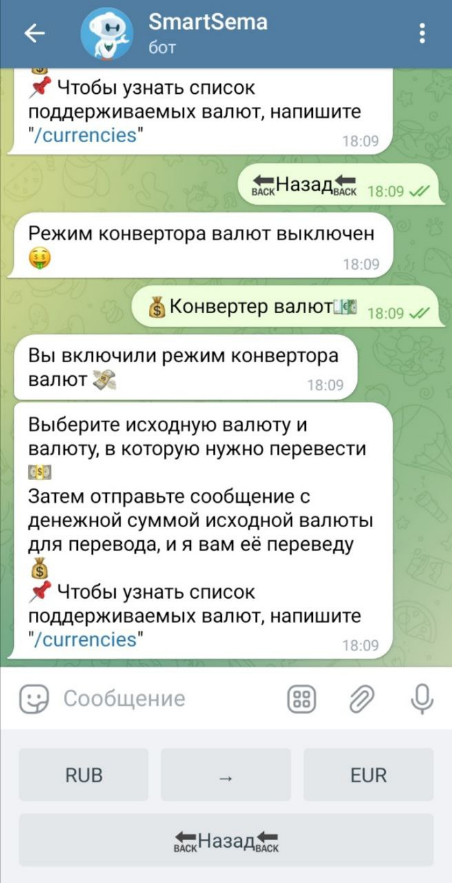 SmartSema
бот
📌 Чтобы узнать список
поддерживаемых валют, напишите
"/currencies"
18:09
🔙Назад🔙
18:09
Режим конвертора валют выключен
🤑
18:09
💰Конвертер валют💶
18:09
Вы включили режим конвертора
валют 💸
18:09
Выберите исходную валюту и
валюту, в которую нужно перевести
💵
Затем отправьте сообщение с
денежной суммой исходной валюты
для перевода, и я вам её переведу
💰
📌 Чтобы узнать список
поддерживаемых валют, напишите
"/currencies"
18:09
Сообщение
RUB
→
EUR
🔙Назад🔙